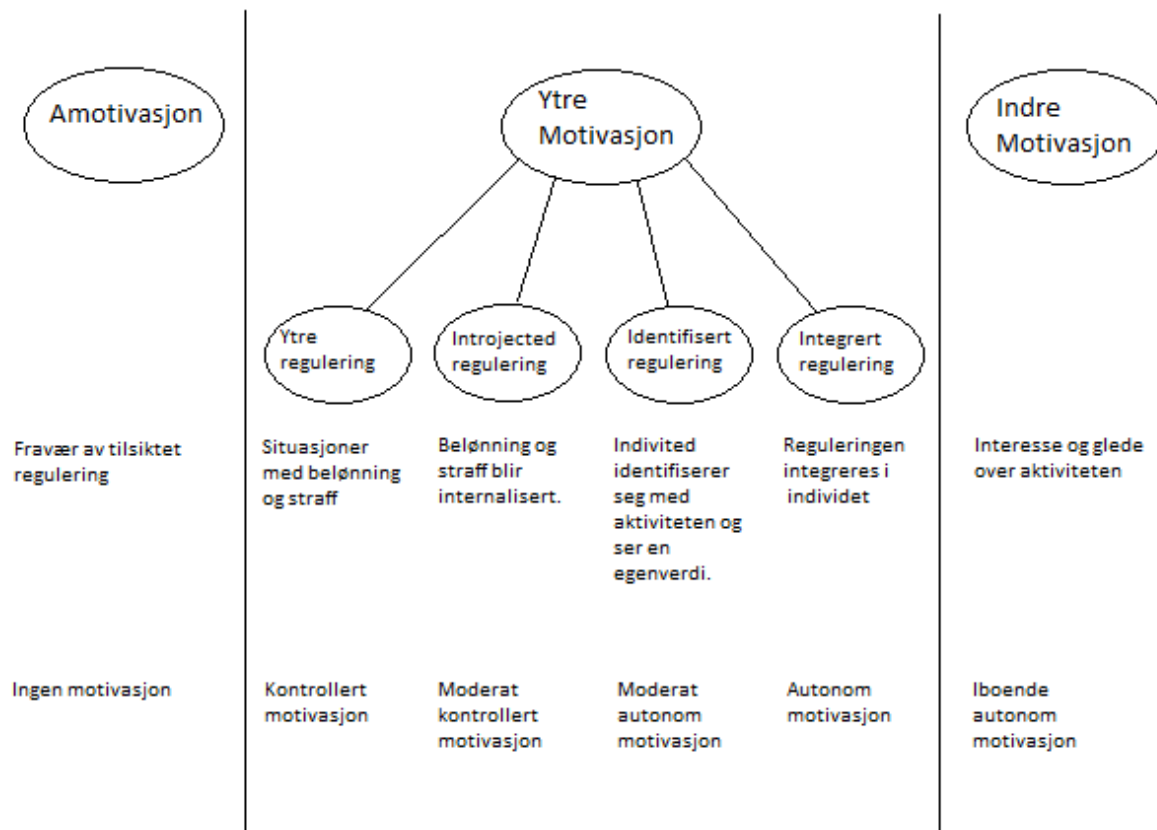 Amotivasjon
Ytre
Motivasjon
Indre
Motivasjon
Ytre
regulering
Introjected
regulering
Identifisert
regulering
Integrert
regulering
Fravær av tilsiktet
regulering
Situasjoner
med belønning
og straff
Belønning og
straff blir
internalisert.
Individed
identifiserer
seg med
aktiviteten og
ser en
egenverdi.
Reguleringen
integreres i
individet
Interesse og glede
over aktiviteten
Ingen motivasjon
Kontrollert
motivasjon
Moderat
kontrollert
motivasjon
Moderat
autonom
motivasjon
Autonom
motivasjon
Iboende
autonom
motivasjon